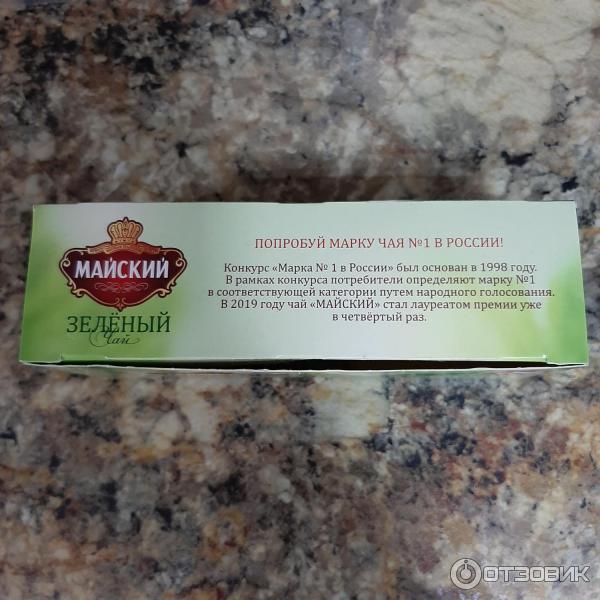 МАЙСКИЙ
ЗЕЛЁНЫЙ
Чай
ПОПРОБУЙ МАРКУ ЧАЯ №1 В РОССИИ!
Конкурс «Марка № 1 в России» был основан в 1998 году.
В рамках конкурса потребители определяют марку №1
в соответствующей категории путем народного голосования.
В 2019 году чай «МАЙСКИЙ» стал лауреатом премии уже
в четвёртый раз.
ОТЗОВИК